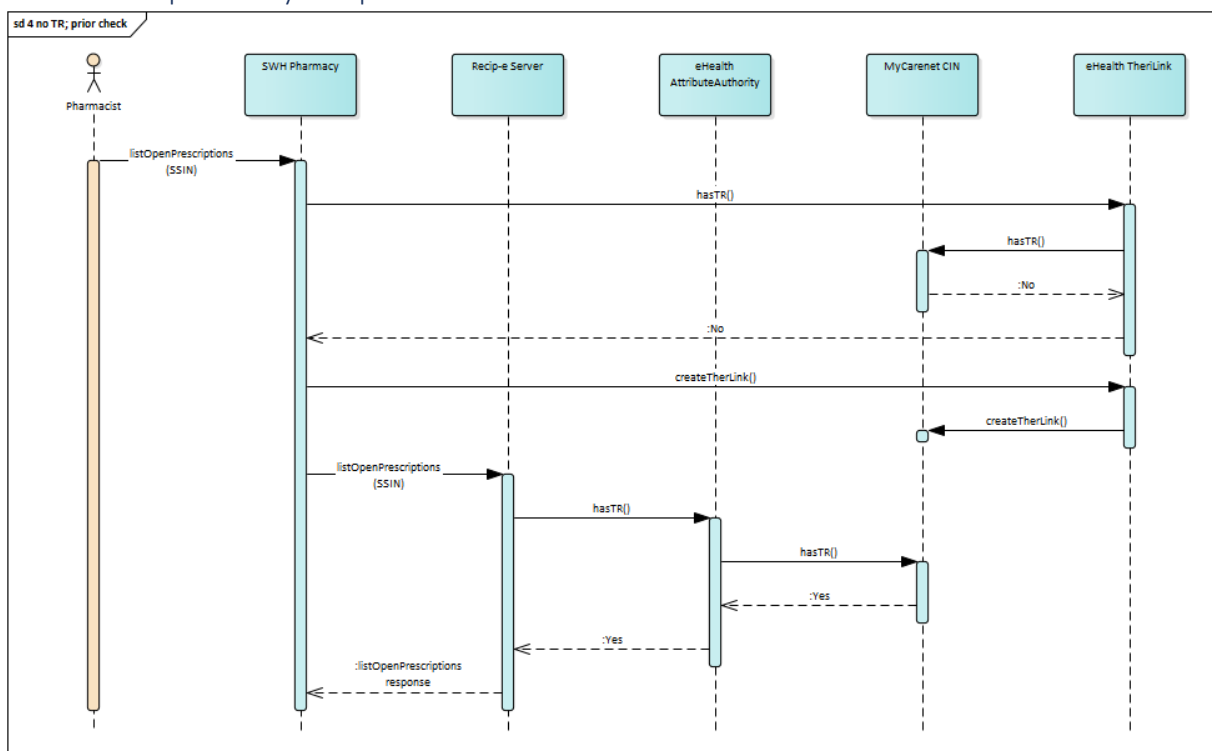 sd 4 no TR; prior check
SWH Pharmacy
Recip-e Server
eHealth
AttributeAuthority
MyCarenet CIN
eHealth TheriLink
Pharmacist
listOpenPrescriptions
(SSIN)
hasTR()
hasTR()
:No
:No
createTherLink()
createTherLink()
listOpenPrescriptions
(SSIN)
hasTR()
hasTR()
:Yes
:Yes
:listOpenPrescriptions
response